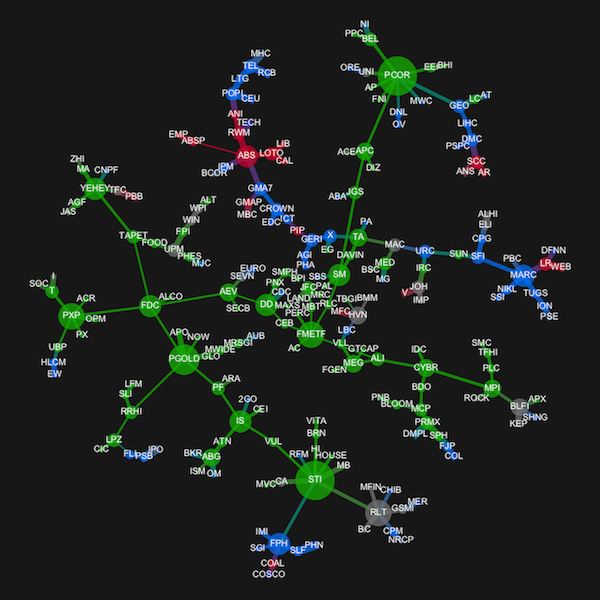 NI
PPC
BEL
MHC
TEL
RCB
ORE
UNI
PCOR
EEI
BHI
LTG
AP
POPI
CEU
FNI
MWC
GEO
LC
AT
ANI
TECH
DNL
OV
LIHC
EMP
ABSP
RWM
LIB
DMC
PSPC
ABS
LOTO
CAL
ACE
APC
SCC
ANS
AR
ZHI
MA
CNPF
IPM
BCOR
DIZ
YEHEY
TFC
PBB
GMA7
ABA
JGS
AGF
JAS
ALT
WPI
GMAP
MBC
CROWN
EDC
ICT
ALHI
ELI
WIN
FPI
PIP
PA
TAPET
FOOD
GERI
X
TA
CPG
EG
MAC
UPM
PHES
MJC
AGI
DAVIN
URC
SUN
SFI
DFNN
PHA
MED
IRC
PBC
LR
WEB
EURO
SEVN
SMPH
BPI
SBS
SM
BSC
MG
MARC
SOC
I
T
PNX
JFC
PAL
V
JOH
IMP
NIKL
SSI
TUGS
ACR
ALCO
AEV
CDC
LAND
MRC
TBGI
BMM
FDC
SECB
DD
MAXS
MBT
RLC
ION
PSE
PXP
OPM
PERC
MFC
HVN
CEB
PX
APO
NOW
AUB
FMETF
LBC
UBP
MRSGI
VLL
AC
MWIDE
GTCAP
IDC
SMC
TFHI
HLCM
EW
PGOLD
GLO
MEG
ALI
FGEN
CYBR
PLC
ARA
LFM
SLI
PF
BDO
MPI
ROCK
2GO
PNB
BLOOM
APX
RRHI
CEI
MCP
BLFI
SHNG
IS
VITA
PRMX
KEP
BRN
DMPL
SPH
LPZ
CIC
ATN
VUL
FJP
COL
FLI
PSB
IPO
BKR
ABG
RFM
HI
HOUSE
MB
ISM
OM
MVC
CA
STI
MFIN
CHIB
MER
GSMI
RLT
IMI
BC
CPM
NRCP
SGI
FPH
SLF
PHN
COAL
COSCO